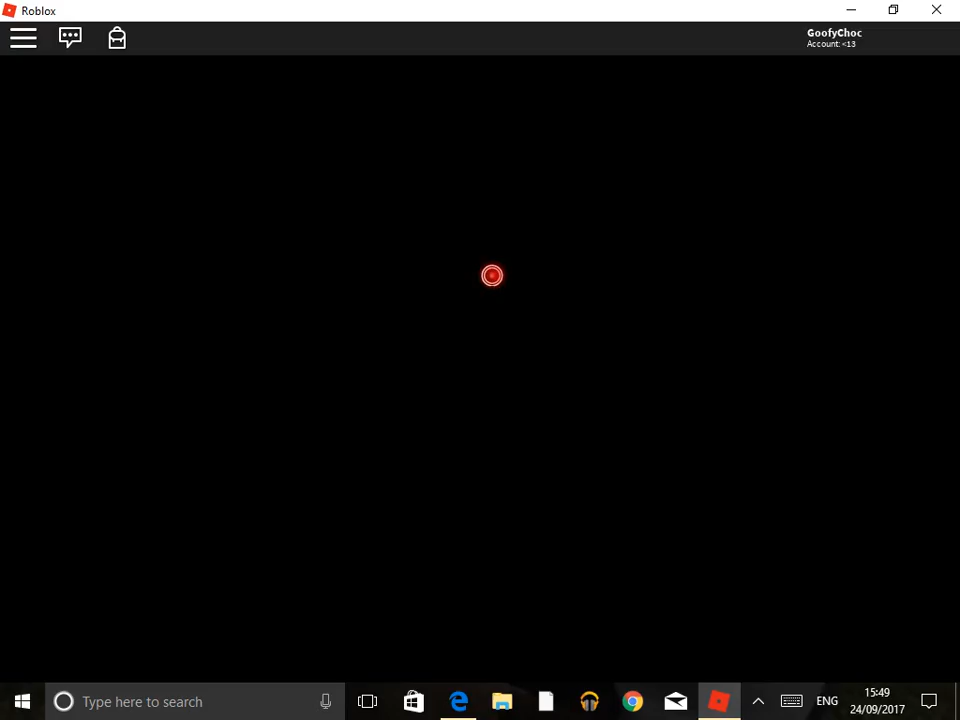 Roblox
GoofyChoc
Account: <13
Type here to search
ENG
15:49
24/09/2017